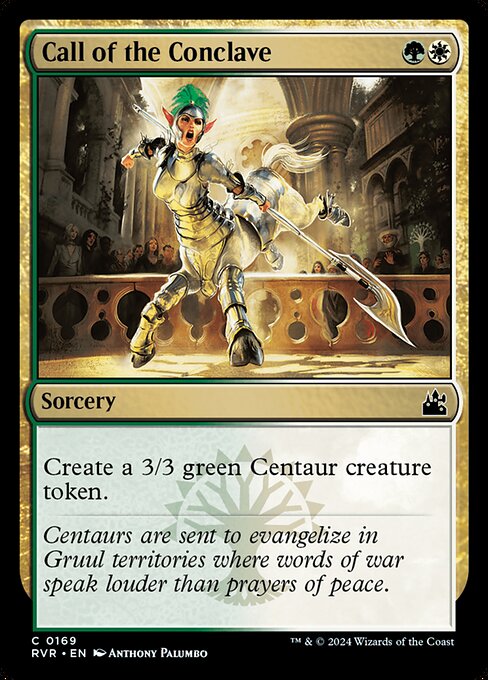 Call of the Conclave
Sorcery
Create a 3/3 green Centaur creature
token.
Centaurs are sent to evangelize in
Gruul territories where words of war
speak louder than prayers of peace.
C 0169
RVR • EN Anthony Palumbo
™ & © 2024 Wizards of the Coast